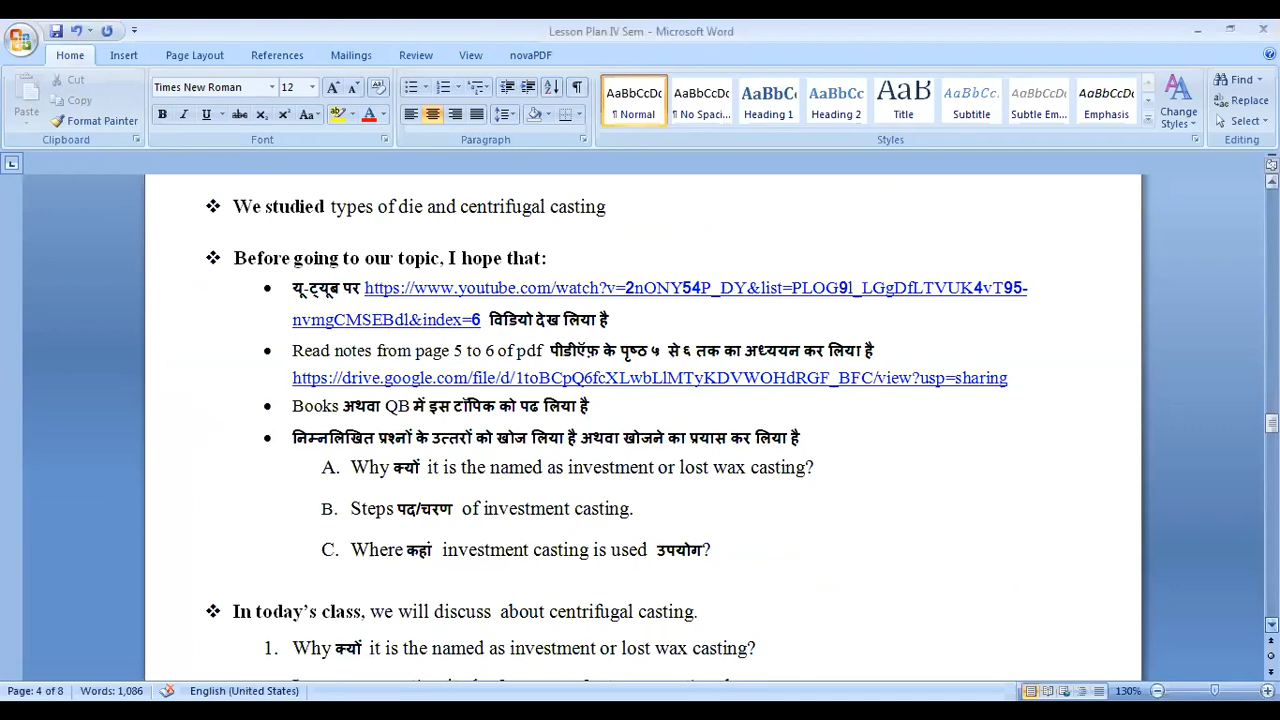 Lesson Plan IV Sem - Microsoft Word
Home Insert Page Layout References Mailings Review View novaPDF
Cut
Copy
Paste
Format Painter
Clipboard
Times New Roman 12
Font
Paragraph
AaBbCcDc AaBbCcDc AaBbC AaBbCc AaB AaBbCc. AaBbCcDc AaBbCcDc
¶ Normal ¶ No Spaci... Heading 1 Heading 2 Title Subtitle Subtle Em... Emphasis
Change Styles
Styles
Find
Replace
Select
Editing
❖ We studied types of die and centrifugal casting
❖ Before going to our topic, I hope that:
• यू-ट्यूब पर https://www.youtube.com/watch?v=2nONY54P_DY&list=PLOG9l_LGgDfLTVUK4vT95-
nvmgCMSEBdl&index=6 विडियो देख लिया है
• Read notes from page 5 to 6 of pdf पीडीऍफ़ के पृष्ठ ५ से ६ तक का अध्ययन कर लिया है
https://drive.google.com/file/d/1toBCpQ6fcXLwbLlMTyKDVWOHdRGF_BFC/view?usp=sharing
• Books अथवा QB में इस टॉपिक को पढ लिया है
• निम्नलिखित प्रश्नों के उत्तरों को खोज लिया है अथवा खोजने का प्रयास कर लिया है
A. Why क्यों it is the named as investment or lost wax casting?
B. Steps पद/चरण of investment casting.
C. Where कहां investment casting is used उपयोग?
❖ In today's class, we will discuss about centrifugal casting.
1. Why क्यों it is the named as investment or lost wax casting?
Page: 4 of 8 Words: 1,086 English (United States) 130%